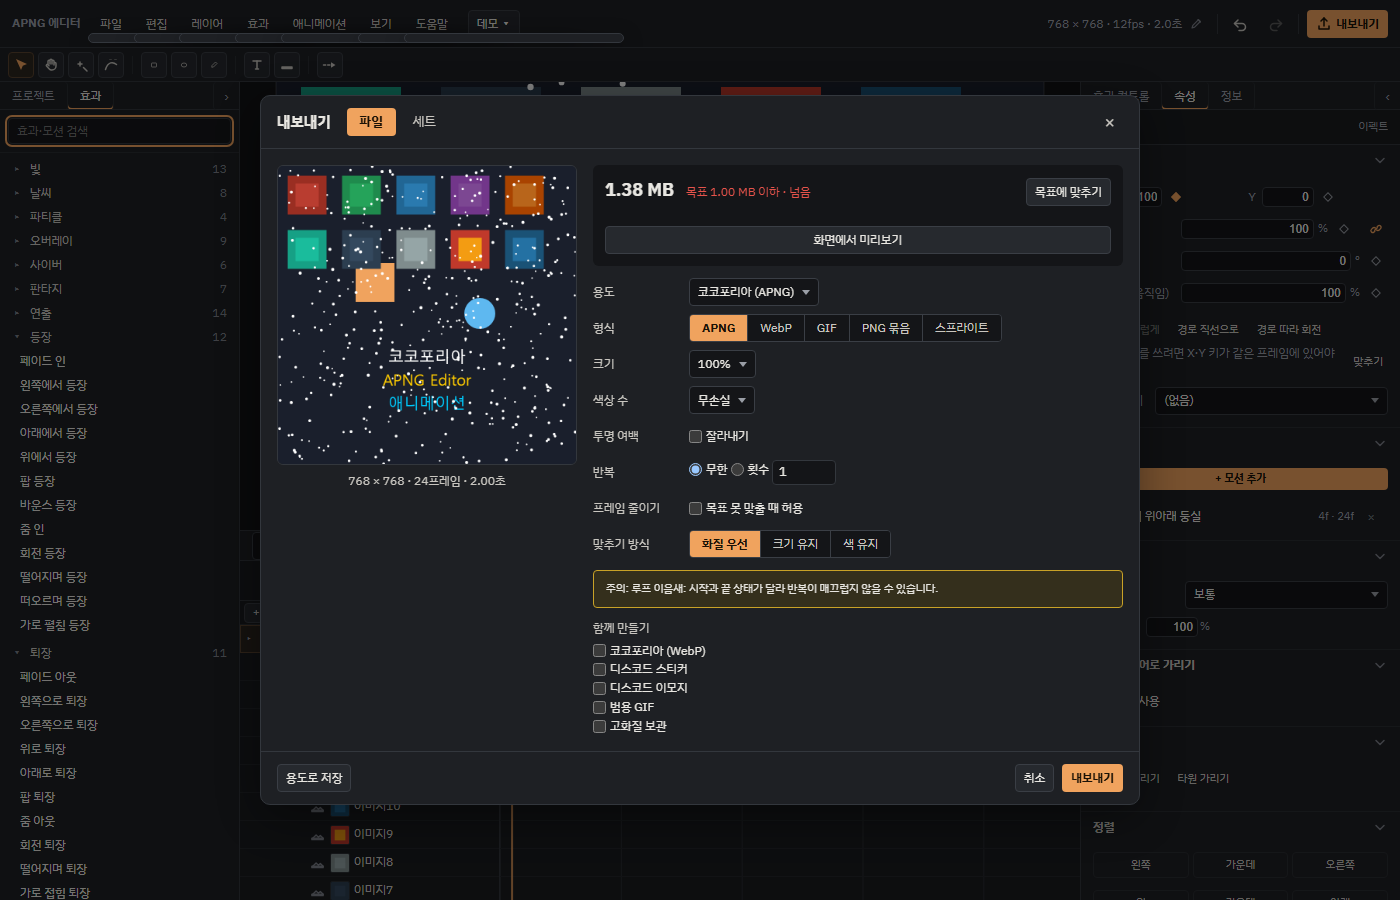 APNG 에디터 파일 편집 레이어 효과 애니메이션 보기 도움말 데모 768 × 768 · 12fps · 2.0초 내보내기
T
프로젝트 효과 속성 정보
효과·모션 검색
이펙트
빛 13
날씨 8
파티클 4
오버레이 9
사이버 6
판타지 7
연출 14
등장 12
페이드 인
왼쪽에서 등장
오른쪽에서 등장
아래에서 등장
위에서 등장
팝 등장
바운스 등장
줌 인
회전 등장
떨어지며 등장
떠오르며 등장
가로 펼침 등장
퇴장 11
페이드 아웃
왼쪽으로 퇴장
오른쪽으로 퇴장
위로 퇴장
아래로 퇴장
팝 퇴장
줌 아웃
회전 퇴장
떨어지며 퇴장
가로 접힘 퇴장
내보내기 파일 세트 ×
코코포리아
APNG Editor
애니메이션
768 × 768 · 24프레임 · 2.00초
1.38 MB 목표 1.00 MB 이하 · 넘음 목표에 맞추기
화면에서 미리보기
용도 코코포리아 (APNG)
형식 APNG WebP GIF PNG 묶음 스프라이트
크기 100%
색상 수 무손실
투명 여백 잘라내기
반복 무한 횟수 1
프레임 줄이기 목표 못 맞출 때 허용
맞추기 방식 화질 우선 크기 유지 색 유지
주의: 루프 이음새: 시작과 끝 상태가 달라 반복이 매끄럽지 않을 수 있습니다.
함께 만들기
코코포리아 (WebP)
디스코드 스티커
디스코드 이모지
범용 GIF
고화질 보관
용도로 저장 취소 내보내기
100 Y 0
100 %
0 °
100 %
경로 직선으로 경로 따라 회전
쓰려면 X·Y 키가 같은 프레임에 있어야
맞추기
(없음)
+ 모션 추가
위아래 둥실 4f - 24f ×
보통
100 %
가리기
사용
타원 가리기
정렬
왼쪽 가운데 오른쪽
이미지10
이미지9
이미지8
이미지7